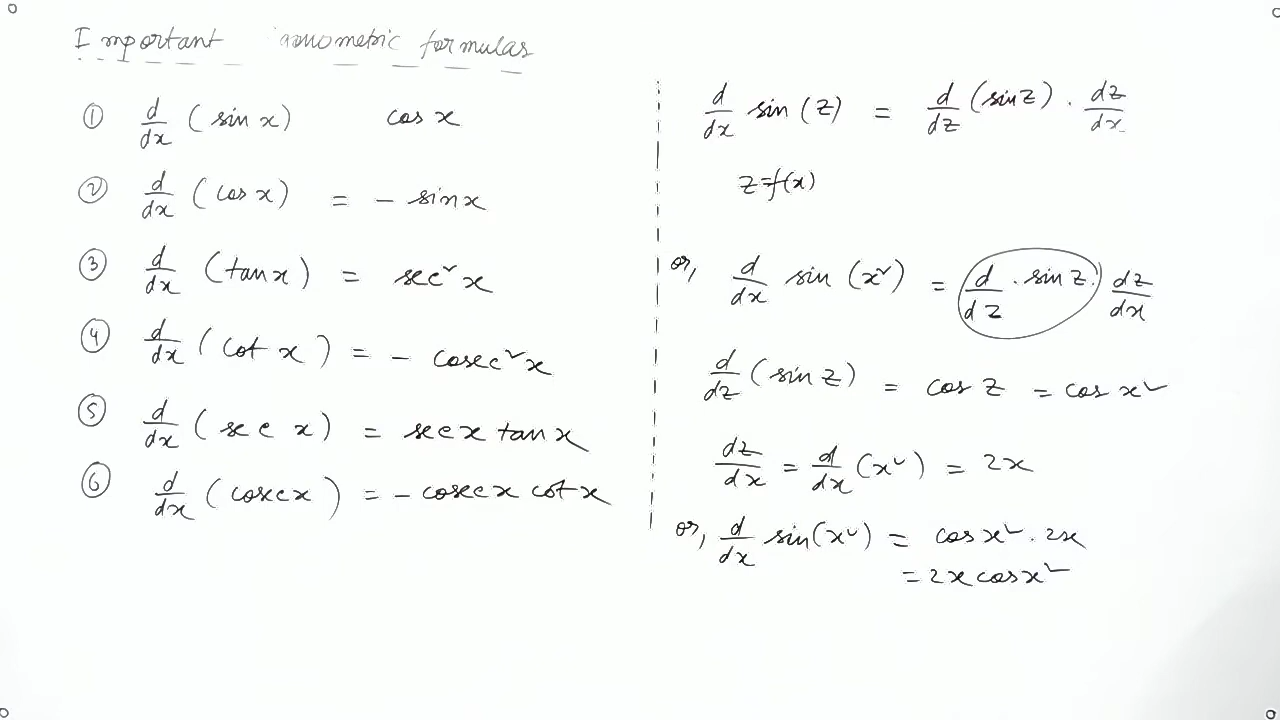 Important formulas
① d/dx (sin x) cos x
② d/dx (cos x) = - sin x
③ d/dx (tan x) = sec² x
④ d/dx (cot x) = - cosec² x
⑤ d/dx (sec x) = sec x tan x
⑥ d/dx (cosec x) = - cosec x cot x
d/dx sin (z) = d/dz (sin z) . dz/dx
z = f(x)
or, d/dx sin (x²) = d/dz . sin z . dz/dx
d/dz (sin z) = cos z = cos x²
dz/dx = d/dx (x²) = 2x
or, d/dx sin(x²) = cos x² . 2x
= 2x cos x²